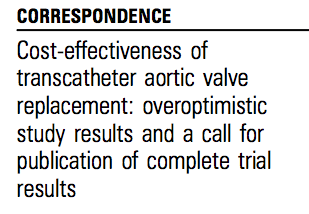 CORRESPONDENCE
Cost-effectiveness of
transcatheter aortic valve
replacement: overoptimistic
study results and a call for
publication of complete trial
results